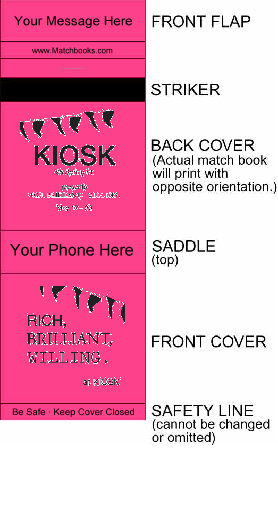 Your Message Here
FRONT FLAP
www.Matchbooks.com
STRIKER
KIOSK
BACK COVER
(Actual match book
will print with
opposite orientation.)
Your Phone Here
SADDLE
(top)
RICH,
BRILLIANT,
WILLING.
at KIOSK
FRONT COVER
Be Safe - Keep Cover Closed
SAFETY LINE
(cannot be changed
or omitted)